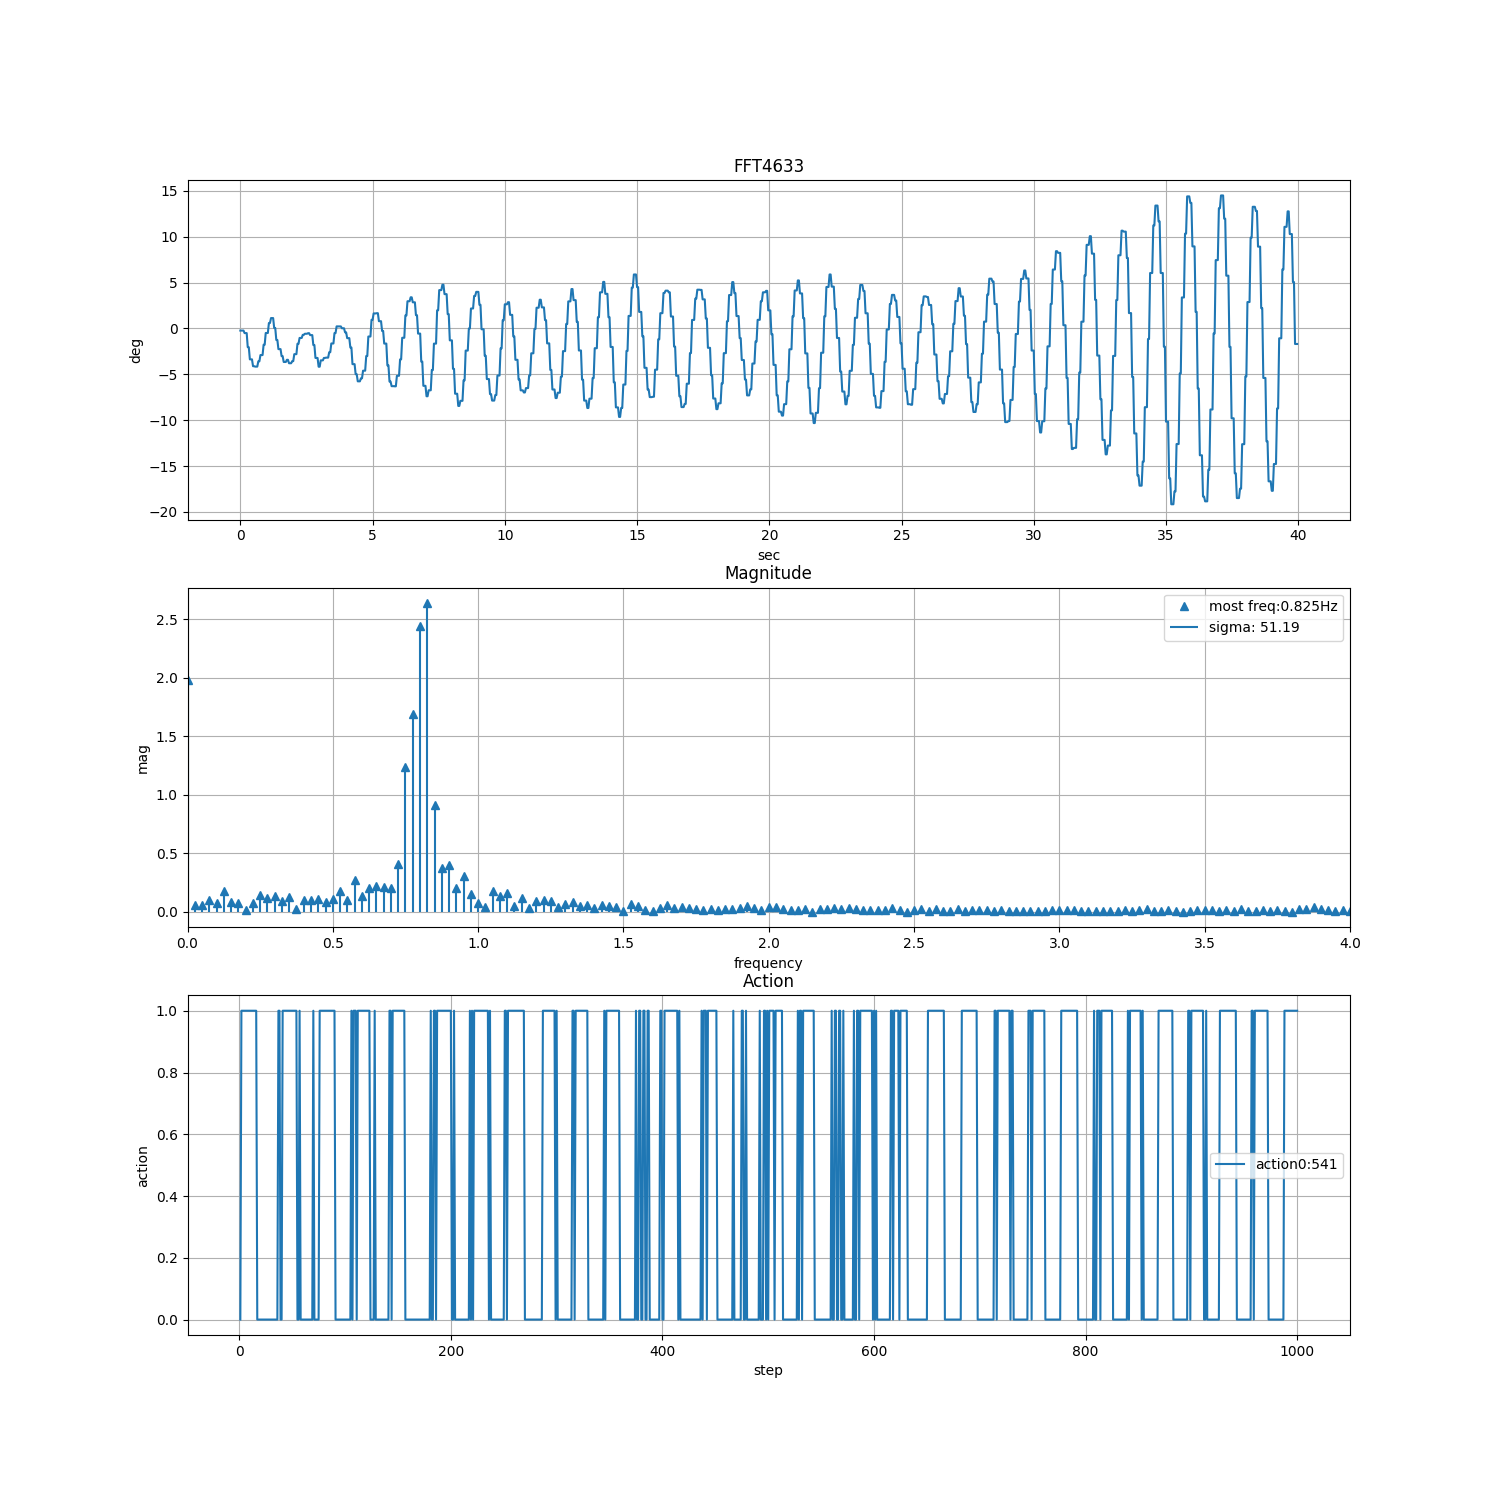 FFT4633
15
10
5
0
−5
−10
−15
−20
deg
0 5 10 15 20 25 30 35 40
sec
Magnitude
2.5
2.0
1.5
1.0
0.5
0.0
mag
most freq:0.825Hz
sigma: 51.19
0.0 0.5 1.0 1.5 2.0 2.5 3.0 3.5 4.0
frequency
Action
1.0
0.8
0.6
0.4
0.2
0.0
action
action0:541
0 200 400 600 800 1000
step